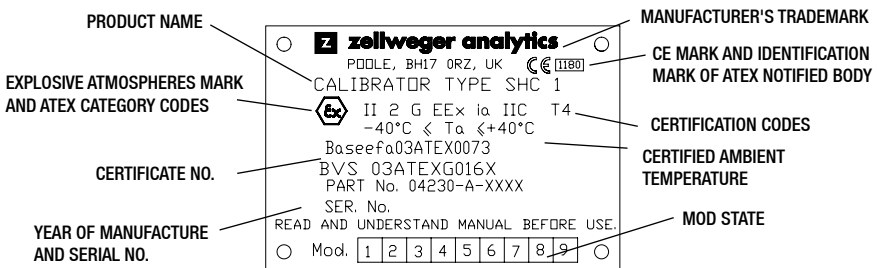 PRODUCT NAME
MANUFACTURER'S TRADEMARK
Z zellweger analytics
POOLE, BH17 0RZ, UK CE 1180
CE MARK AND IDENTIFICATION
MARK OF ATEX NOTIFIED BODY
CALIBRATOR TYPE SHC 1
EXPLOSIVE ATMOSPHERES MARK
AND ATEX CATEGORY CODES
Ex II 2 G EEx ia IIC T4
-40°C ≤ Ta ≤+40°C
CERTIFICATION CODES
Baseefa03ATEX0073
CERTIFIED AMBIENT
TEMPERATURE
CERTIFICATE NO.
BVS 03ATEXG016X
PART No. 04230-A-XXXX
SER. No.
YEAR OF MANUFACTURE
AND SERIAL NO.
READ AND UNDERSTAND MANUAL BEFORE USE.
MOD STATE
Mod. 1 2 3 4 5 6 7 8 9